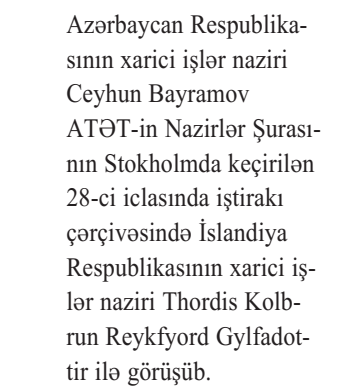 Azərbaycan Respublika-
sının xarici işlər naziri
Ceyhun Bayramov
ATƏT-in Nazirlər Şurası-
nın Stokholmda keçirilən
28-ci iclasında iştirakı
çərçivəsində İslandiya
Respublikasının xarici iş-
lər naziri Thordis Kolb-
run Reykfyord Gylfadot-
tir ilə görüşüb.